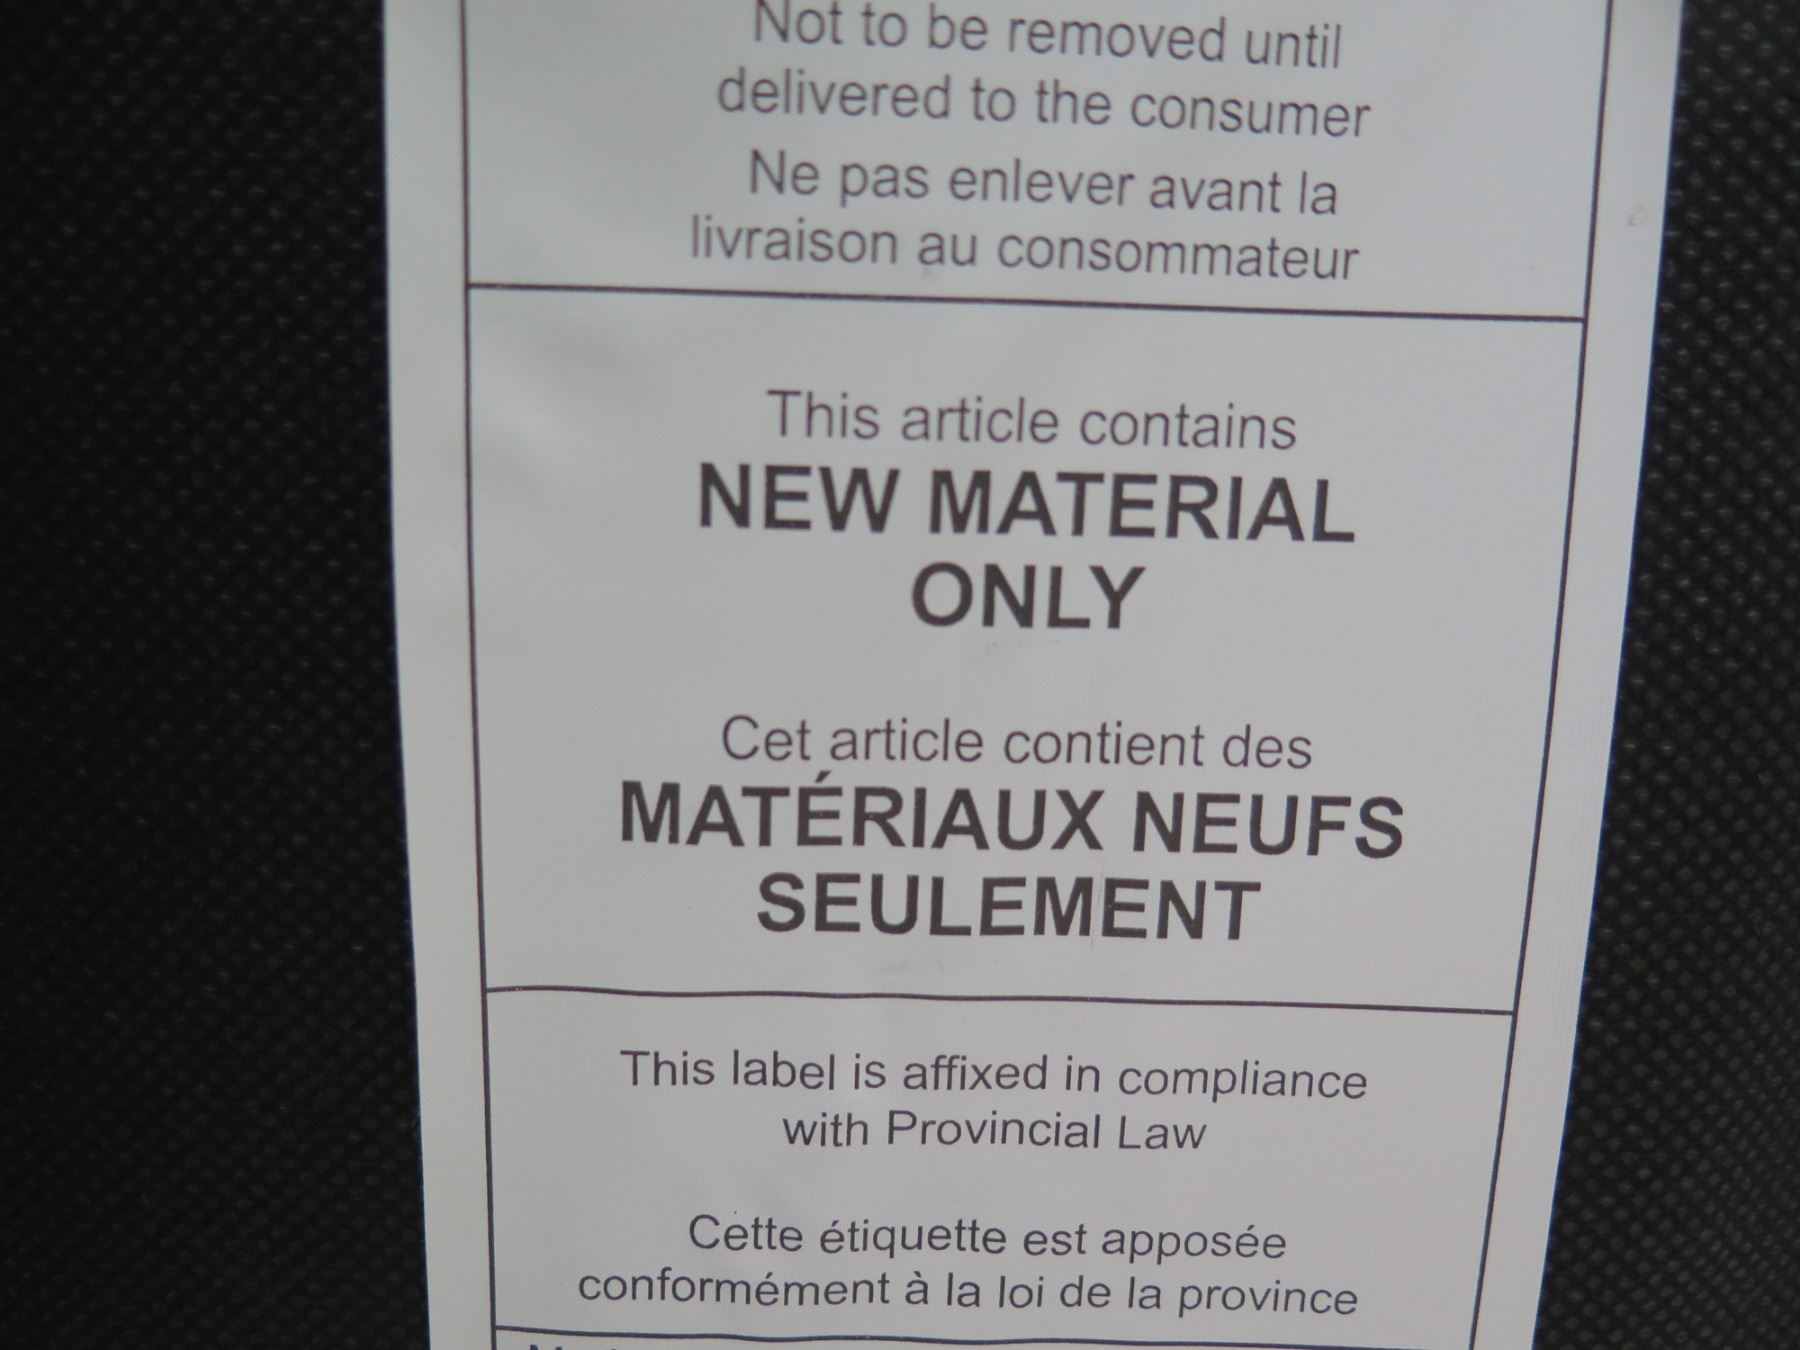 Not to be removed until
delivered to the consumer
Ne pas enlever avant la
livraison au consommateur
This article contains
NEW MATERIAL
ONLY
Cet article contient des
MATÉRIAUX NEUFS
SEULEMENT
This label is affixed in compliance
with Provincial Law
Cette étiquette est apposée
conformément à la loi de la province